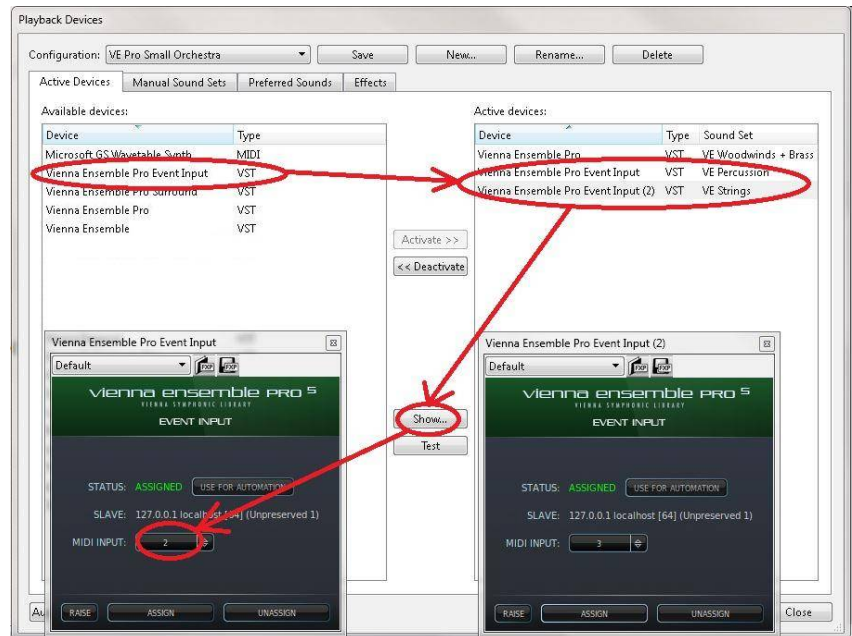 Playback Devices
Configuration: VE Pro Small Orchestra Save New... Rename... Delete
Active Devices Manual Sound Sets Preferred Sounds Effects
Available devices:
Device Type
Microsoft GS Wavetable Synth MIDI
Vienna Ensemble Pro Event Input VST
Vienna Ensemble Pro Surround VST
Vienna Ensemble Pro VST
Vienna Ensemble VST
Active devices:
Device Type Sound Set
Vienna Ensemble Pro VST VE Woodwinds + Brass
Vienna Ensemble Pro Event Input VST VE Percussion
Vienna Ensemble Pro Event Input (2) VST VE Strings
Activate >>
<< Deactivate
Show...
Test
Vienna Ensemble Pro Event Input
Default FXP FXP
vienna ensemble PRO 5
VIENNA SYMPHONIC LIBRARY
EVENT INPUT
STATUS: ASSIGNED USE FOR AUTOMATION
SLAVE: 127.0.0.1 localhost [64] (Unpreserved 1)
MIDI INPUT: 2
RAISE ASSIGN UNASSIGN
Vienna Ensemble Pro Event Input (2)
Default FXP FXP
vienna ensemble PRO 5
VIENNA SYMPHONIC LIBRARY
EVENT INPUT
STATUS: ASSIGNED USE FOR AUTOMATION
SLAVE: 127.0.0.1 localhost [64] (Unpreserved 1)
MIDI INPUT: 3
RAISE ASSIGN UNASSIGN
Au
Close